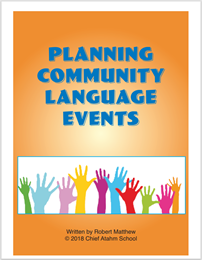 PLANNING
COMMUNITY
LANGUAGE
EVENTS
Written by Robert Matthew
© 2018 Chief Atahm School